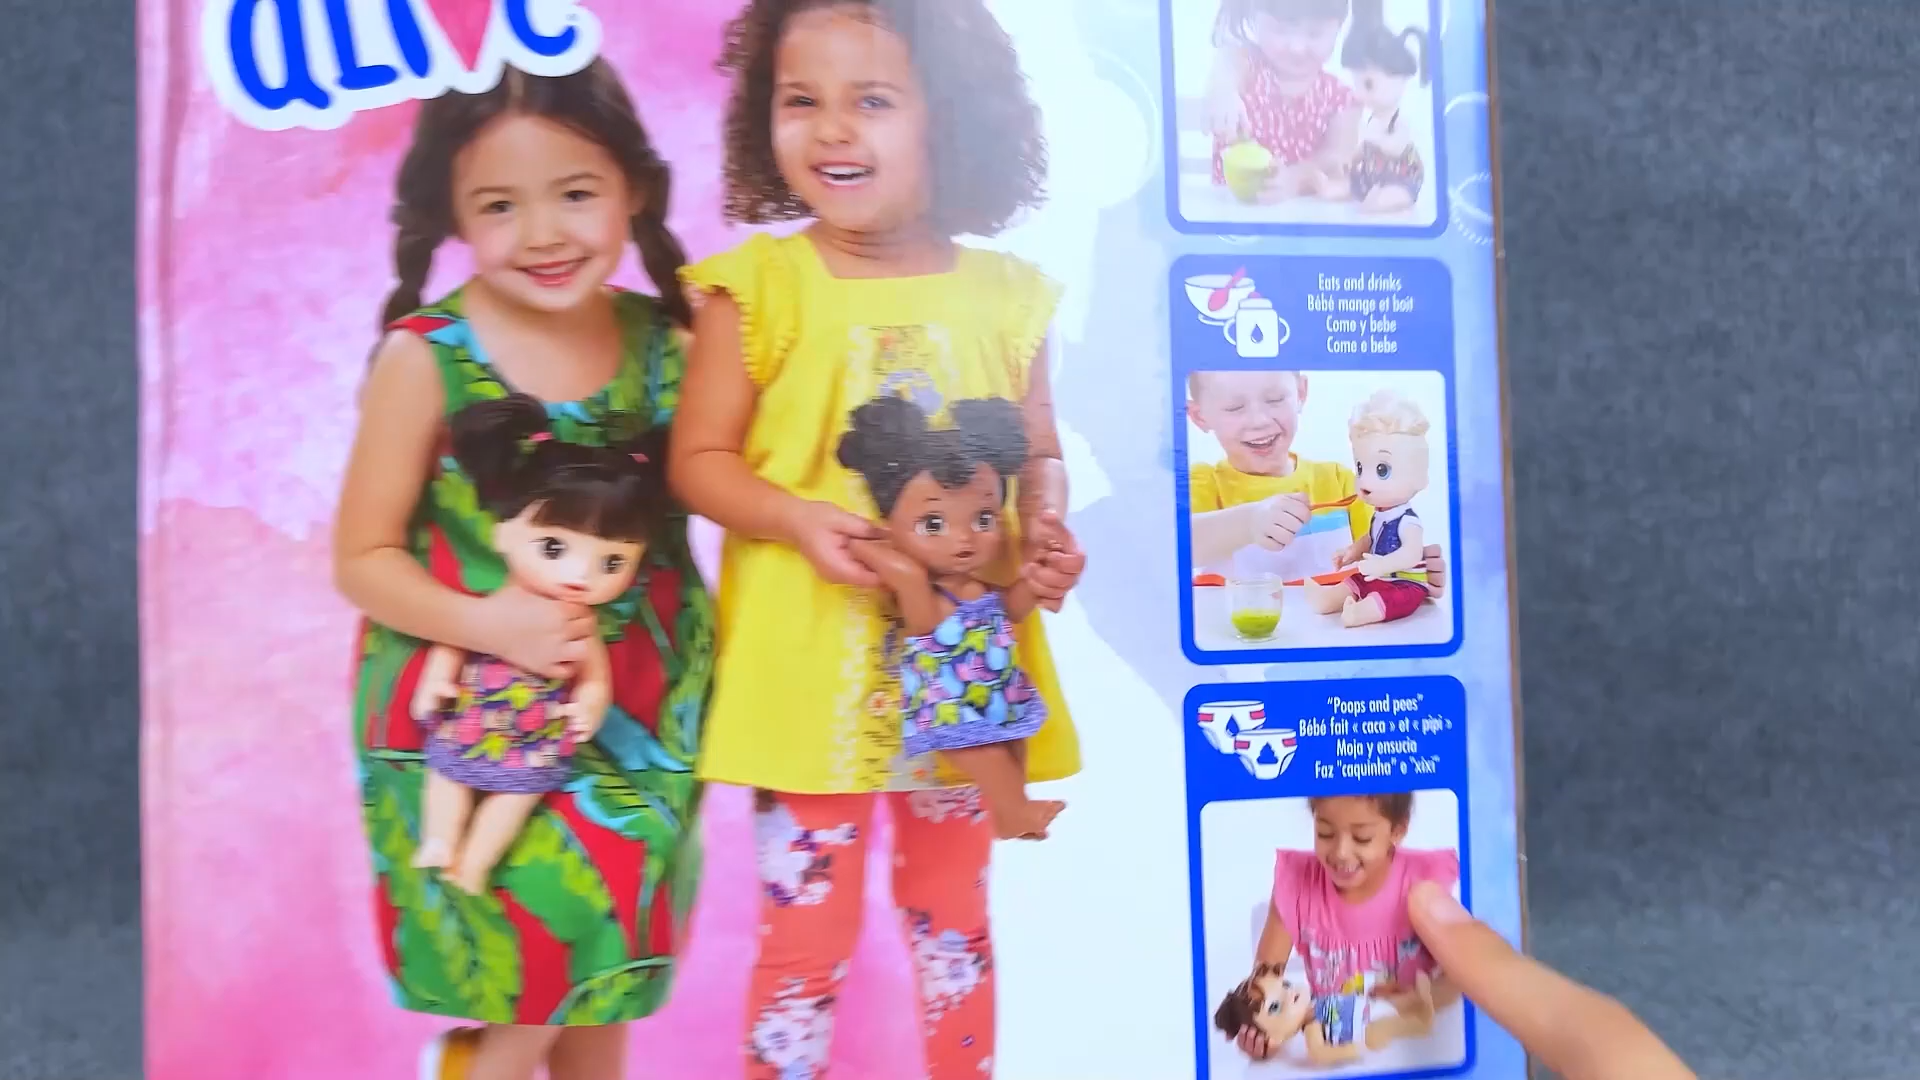 aLIVE
Eats and drinks
Bébé mange et boit
Come y bebe
Come e bebe
"Poops and pees"
Bébé fait « caca » et « pipi »
Moja y ensucia
Faz "caquinha" e "xixi"